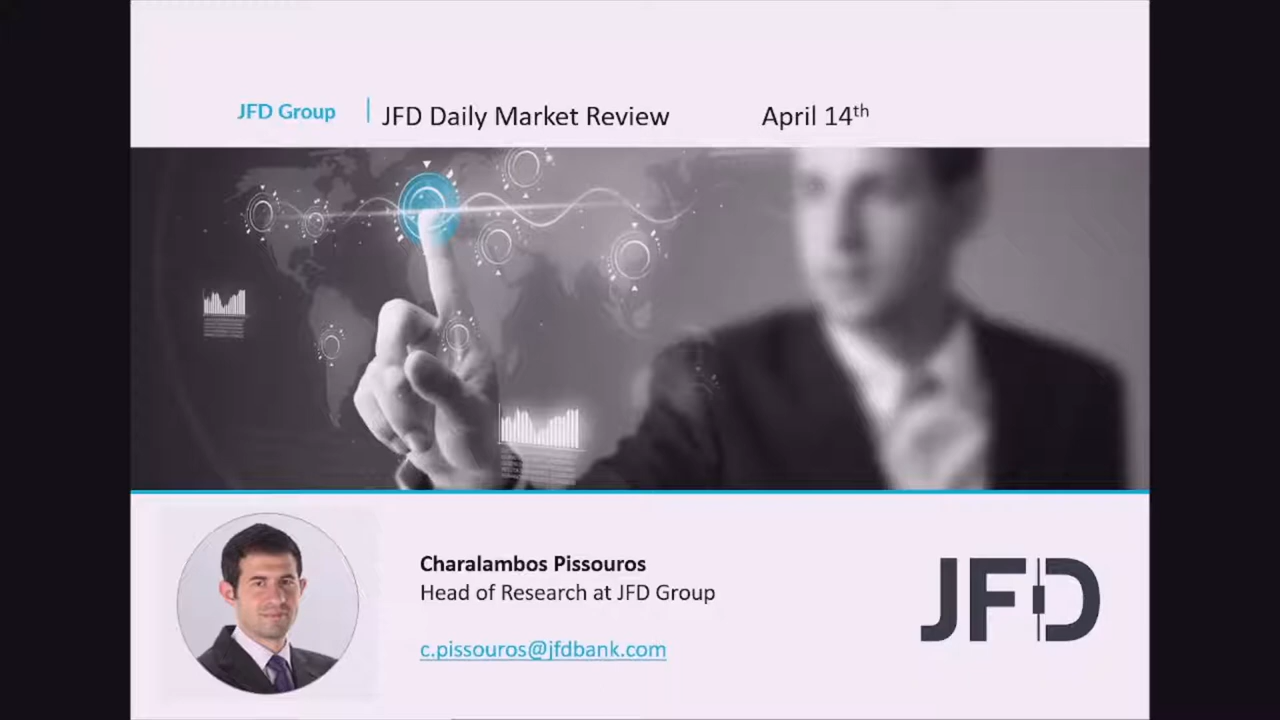 JFD Group
JFD Daily Market Review
April 14th
Charalambos Pissouros
Head of Research at JFD Group
c.pissouros@jfdbank.com
JFD